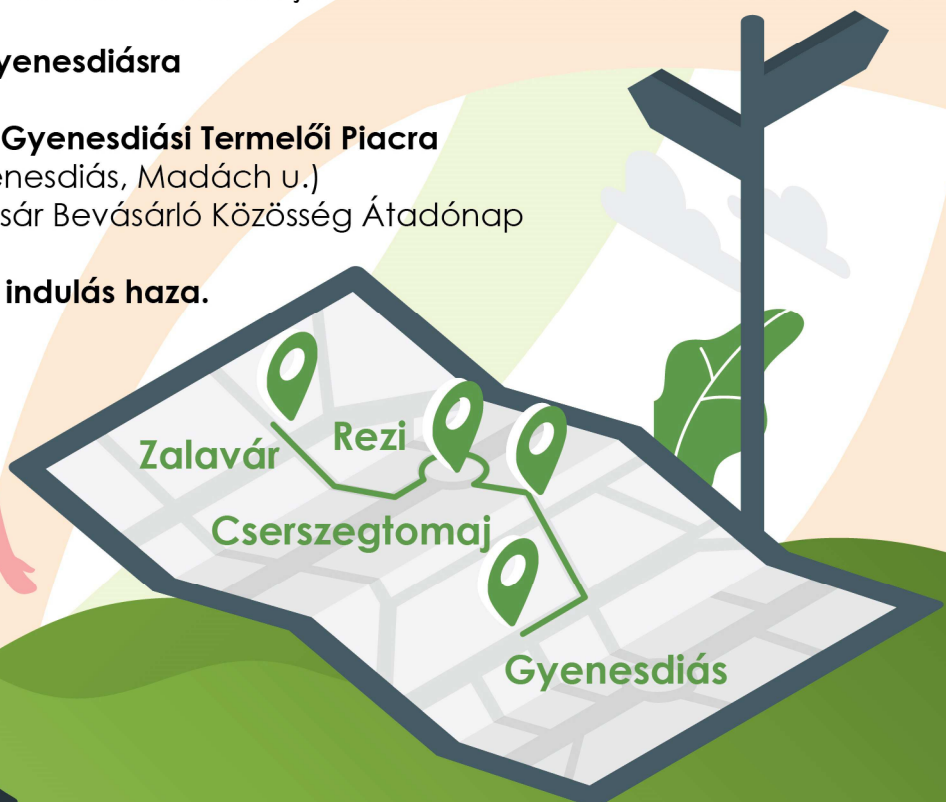 yenesdiásra
Gyenesdiási Termelői Piacra
enesdiás, Madách u.)
sár Bevásárló Közösség Átadónap
indulás haza.
Zalavár
Rezi
Cserszegtomaj
Gyenesdiás